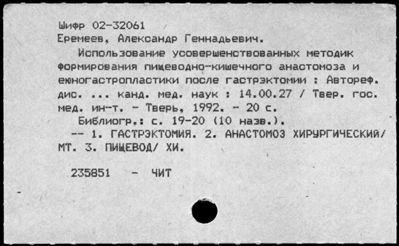 Шифр 02-32061
Еремеев, Александр Геннадьевич.
Использование усовершенствованных методик
формирования пищеводно-кишечного анастомоза и
еюногастропластики после гастрэктомии : Автореф.
дис. ... канд. мед. наук : 14.00.27 / Твер. гос.
мед. ин-т. - Тверь, 1992. - 20 с.
Библиогр.: с. 19-20 (10 назв.).
-- 1. ГАСТРЭКТОМИЯ. 2. АНАСТОМОЗ ХИРУРГИЧЕСКИЙ/
МТ. 3. ПИЩЕВОД/ ХИ.
235851 - ЧИТ